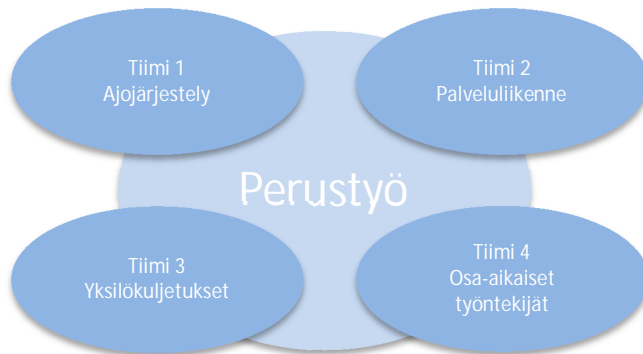 Tiimi 1
Ajojärjestely
Tiimi 2
Palveluliikenne
Perustyö
Tiimi 3
Yksilökuljetukset
Tiimi 4
Osa-aikaiset
työntekijät